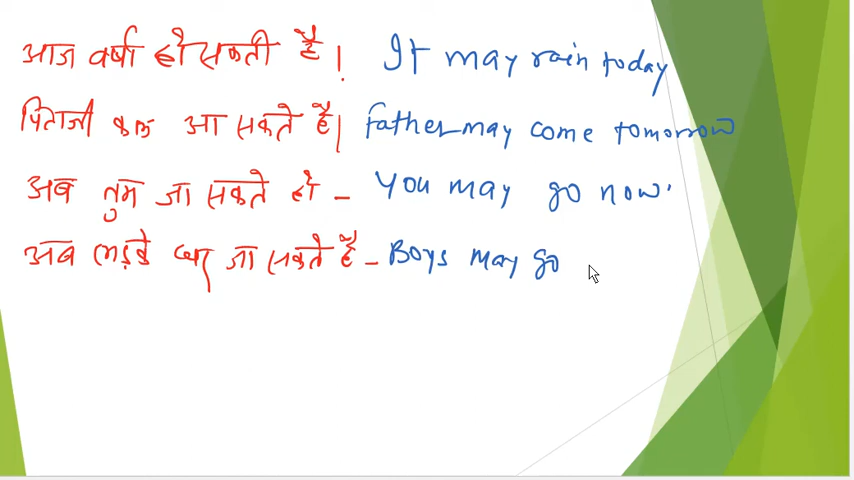 आज वर्षा हो सकती है। It may rain today
पिताजी कल आ सकते है। father may come tomorrow
अब तुम जा सकते हो - You may go now.
अब लड़के घर जा सकते है - Boys may go